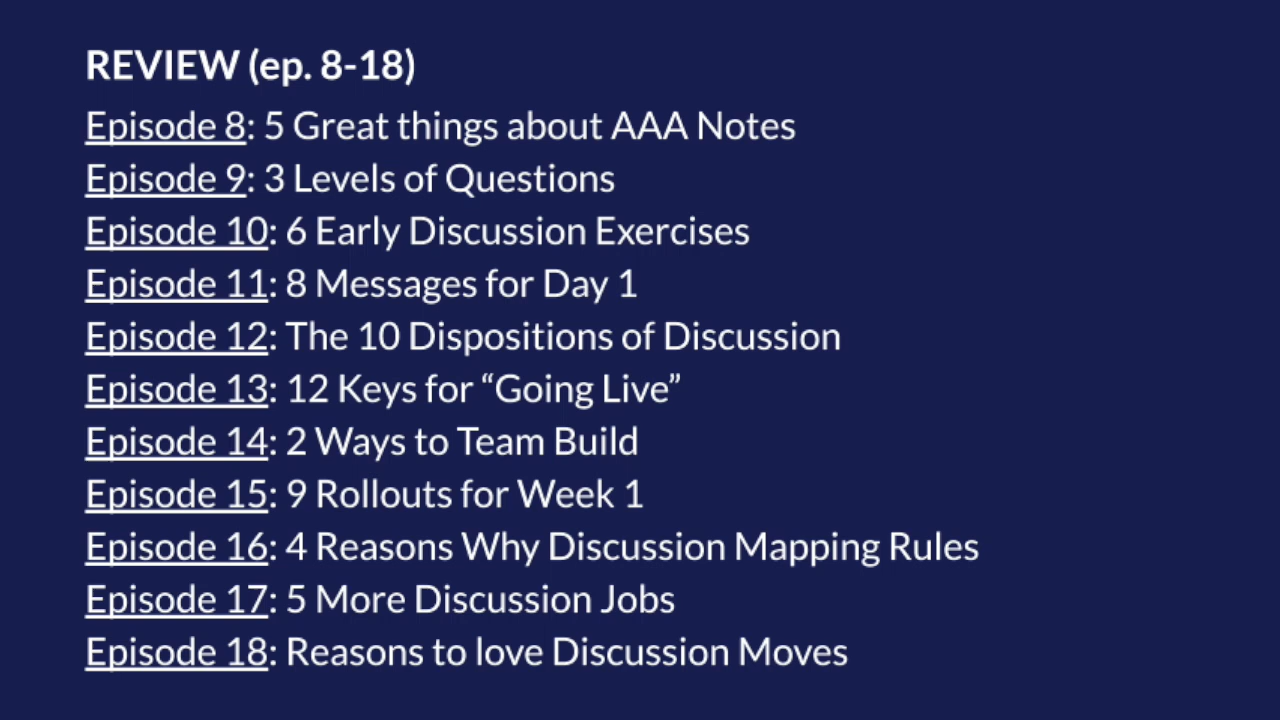 REVIEW (ep. 8-18)
Episode 8: 5 Great things about AAA Notes
Episode 9: 3 Levels of Questions
Episode 10: 6 Early Discussion Exercises
Episode 11: 8 Messages for Day 1
Episode 12: The 10 Dispositions of Discussion
Episode 13: 12 Keys for “Going Live”
Episode 14: 2 Ways to Team Build
Episode 15: 9 Rollouts for Week 1
Episode 16: 4 Reasons Why Discussion Mapping Rules
Episode 17: 5 More Discussion Jobs
Episode 18: Reasons to love Discussion Moves